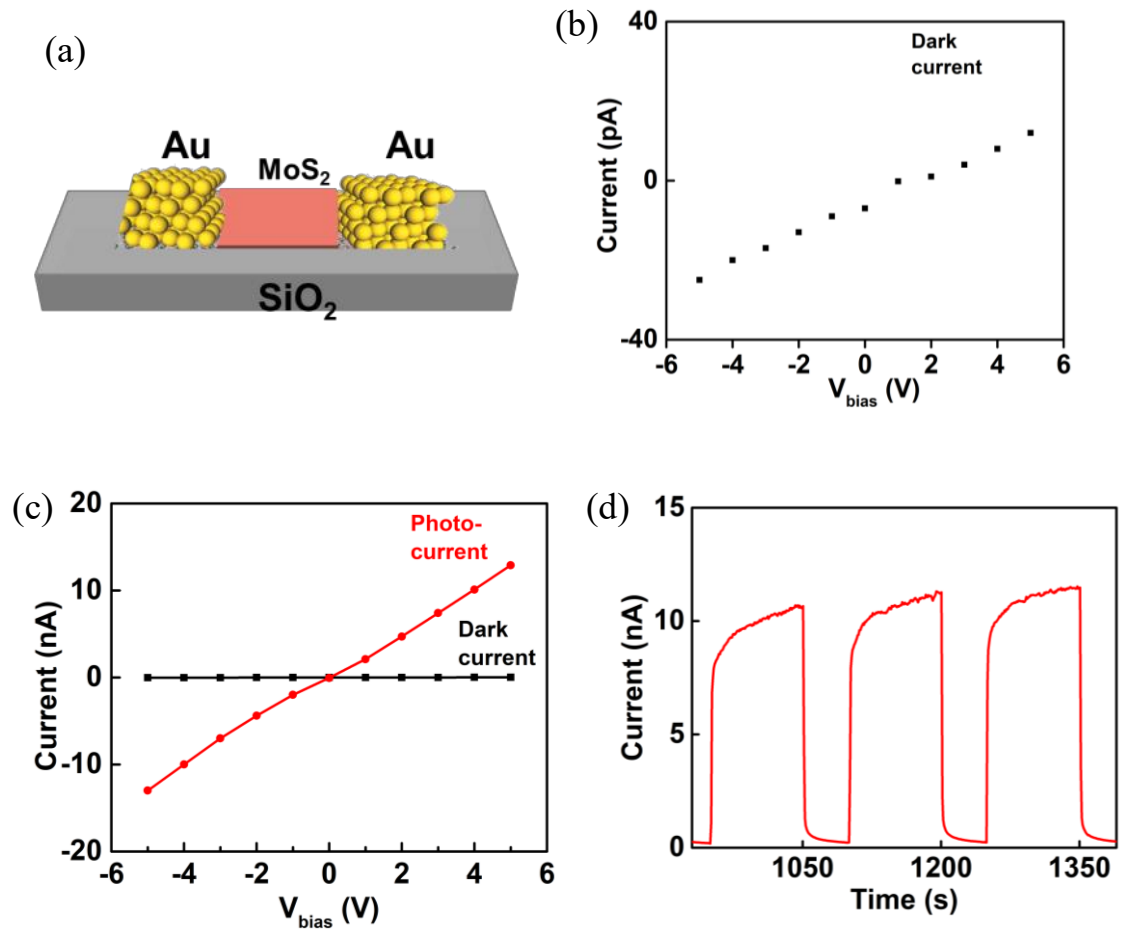 (a)
Au
MoS₂
Au
SiO₂
(b)
Dark
current
Current (pA)
40
0
-40
-6
-4
-2
0
2
4
6
V_bias (V)
(c)
Photo-
current
Dark
current
Current (nA)
20
10
0
-10
-20
-6
-4
-2
0
2
4
6
V_bias (V)
(d)
Current (nA)
15
10
5
0
1050
1200
1350
Time (s)